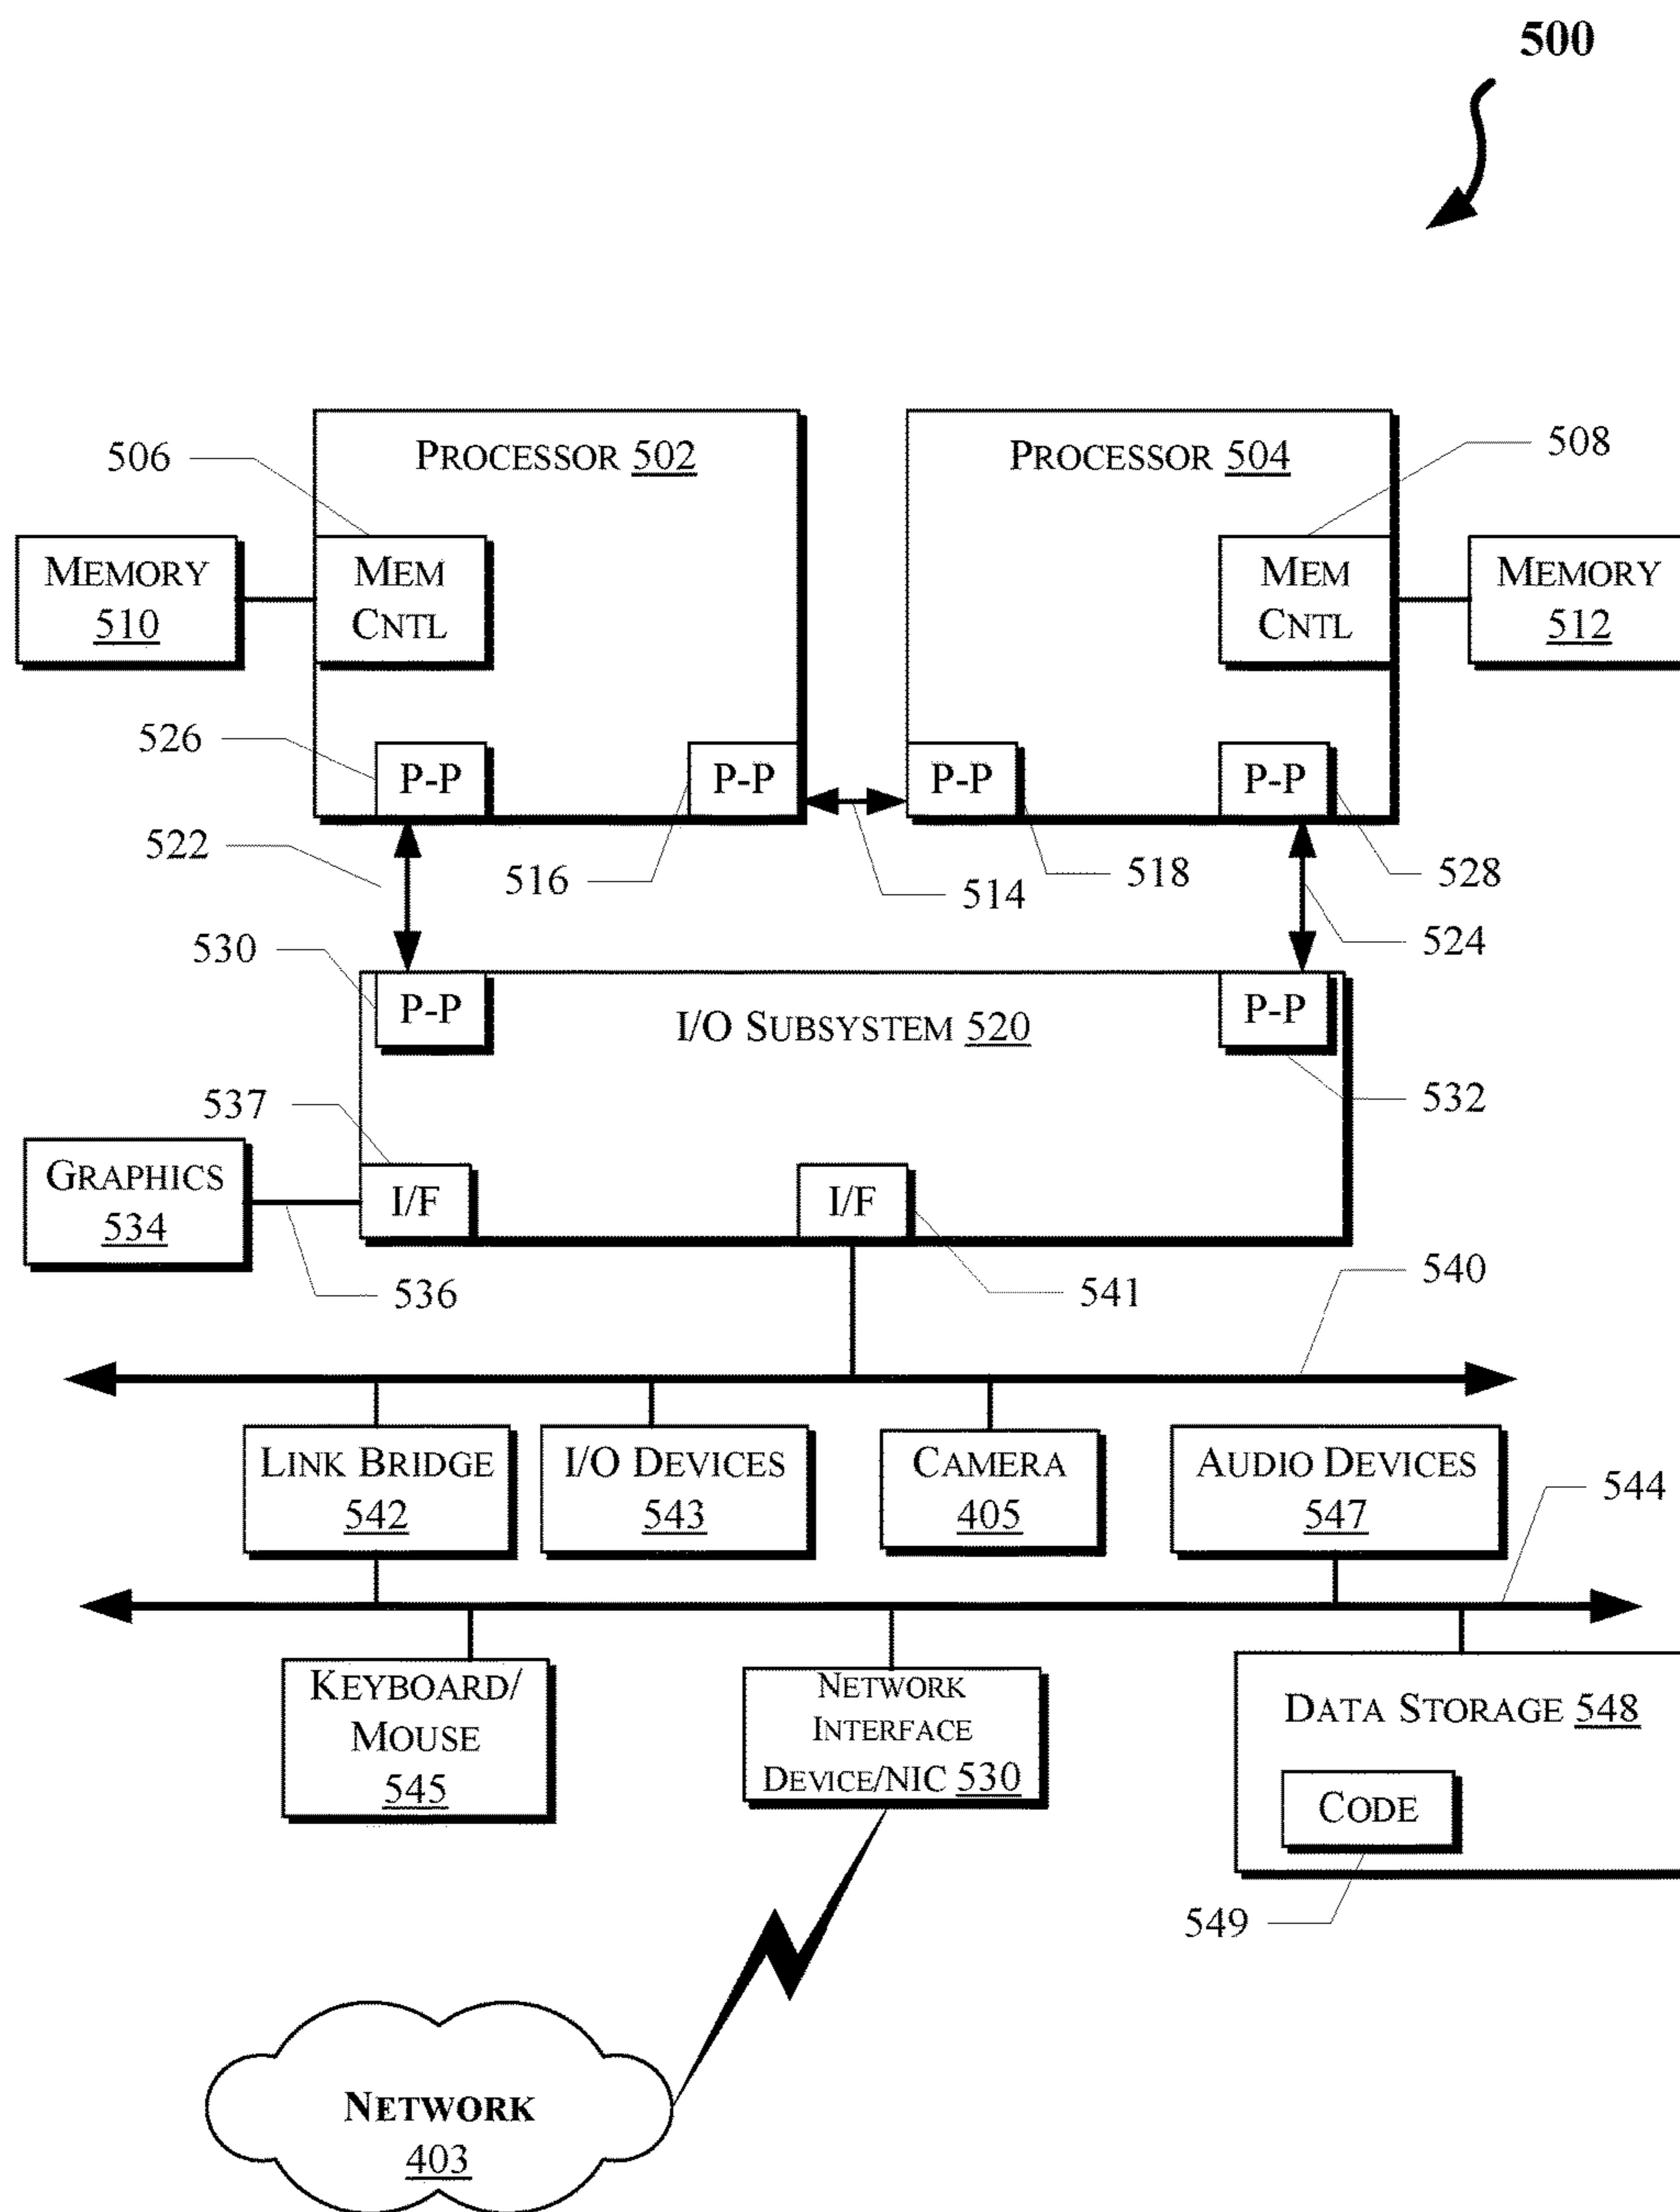 500
PROCESSOR 502
PROCESSOR 504
506
508
MEMORY
510
MEM
CNTL
MEM
CNTL
MEMORY
512
526
P-P
P-P
P-P
P-P
522
516
514
518
528
524
530
P-P
I/O SUBSYSTEM 520
P-P
532
537
GRAPHICS
534
I/F
I/F
536
541
540
LINK BRIDGE
542
I/O DEVICES
543
CAMERA
405
AUDIO DEVICES
547
544
KEYBOARD/
MOUSE
545
NETWORK
INTERFACE
DEVICE/NIC 530
DATA STORAGE 548
CODE
549
NETWORK
403